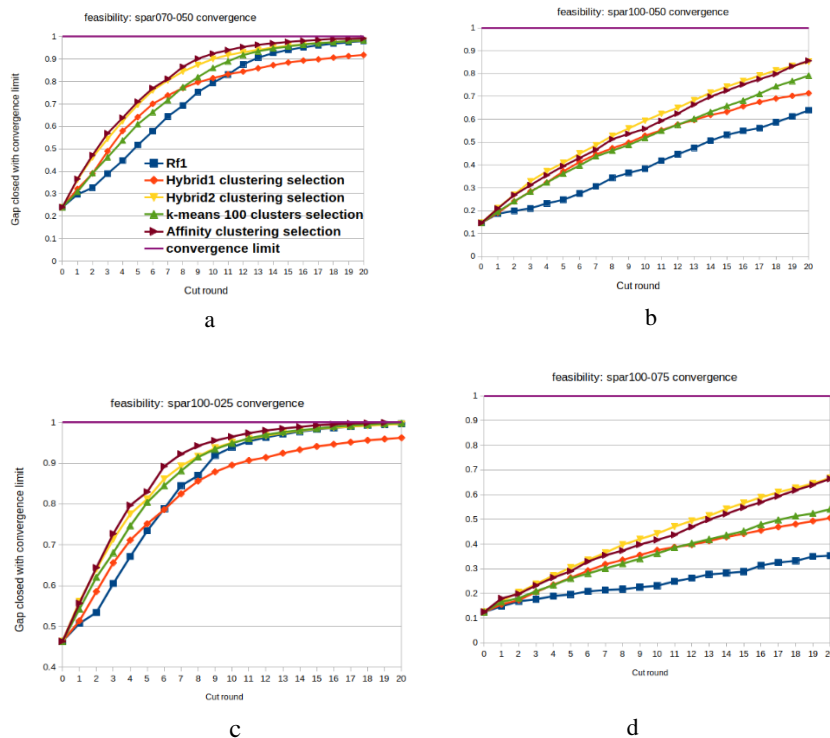 feasibility: spar070-050 convergence
Gap closed with convergence limit
1
0.9
0.8
0.7
0.6
0.5
0.4
0.3
0.2
0.1
0
Rf1
Hybrid1 clustering selection
Hybrid2 clustering selection
k-means 100 clusters selection
Affinity clustering selection
convergence limit
0 1 2 3 4 5 6 7 8 9 10 11 12 13 14 15 16 17 18 19 20
Cut round
a
feasibility: spar100-050 convergence
1
0.9
0.8
0.7
0.6
0.5
0.4
0.3
0.2
0.1
0
0 1 2 3 4 5 6 7 8 9 10 11 12 13 14 15 16 17 18 19 20
Cut round
b
feasibility: spar100-025 convergence
Gap closed with convergence limit
1
0.9
0.8
0.7
0.6
0.5
0.4
0 1 2 3 4 5 6 7 8 9 10 11 12 13 14 15 16 17 18 19 20
Cut round
c
feasibility: spar100-075 convergence
1
0.9
0.8
0.7
0.6
0.5
0.4
0.3
0.2
0.1
0
0 1 2 3 4 5 6 7 8 9 10 11 12 13 14 15 16 17 18 19
Cut round
d